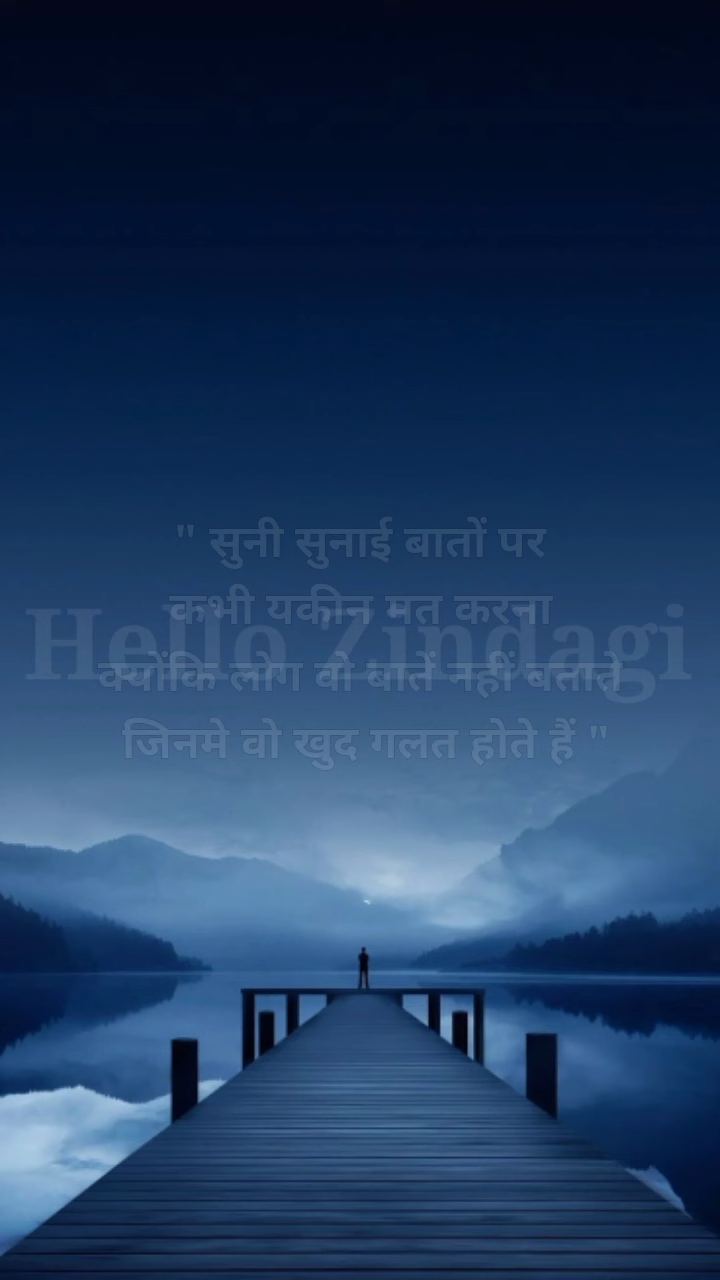 " सुनी सुनाई बातों पर
कभी यकीन मत करना
Hello Zindagi
क्योंकि लोग वो बातें नहीं बताते
जिनमे वो खुद गलत होते हैं "